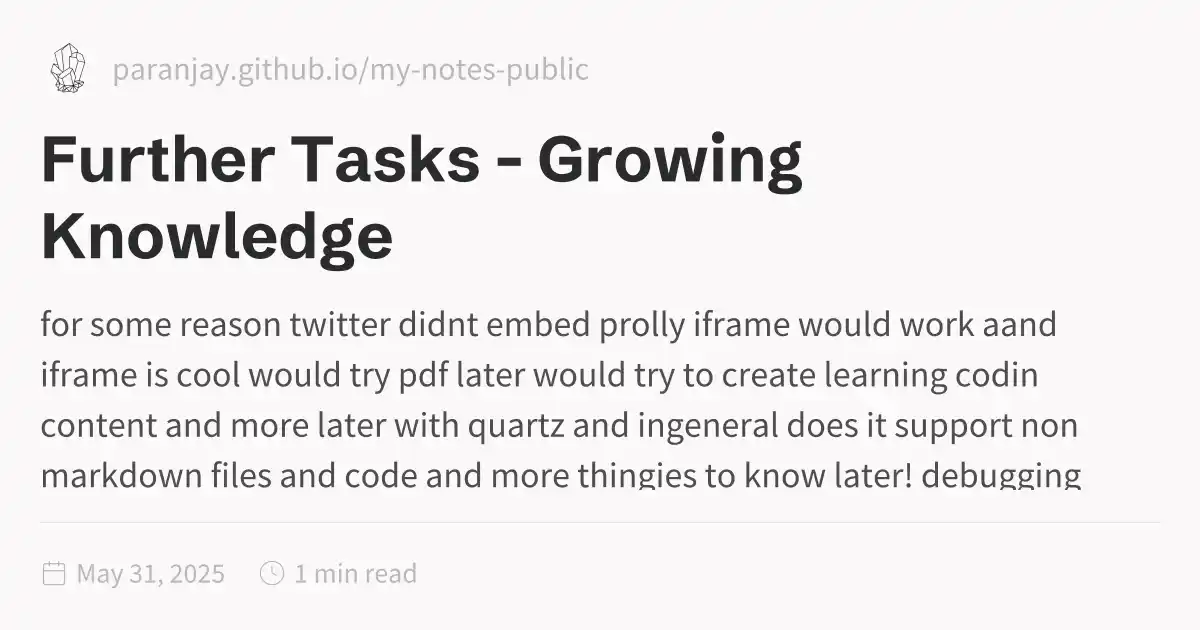 paranjay.github.io/my-notes-public
Further Tasks - Growing
Knowledge
for some reason twitter didnt embed prolly iframe would work aand
iframe is cool would try pdf later would try to create learning codin
content and more later with quartz and ingeneral does it support non
markdown files and code and more thingies to know later! debugging
May 31, 2025 1 min read